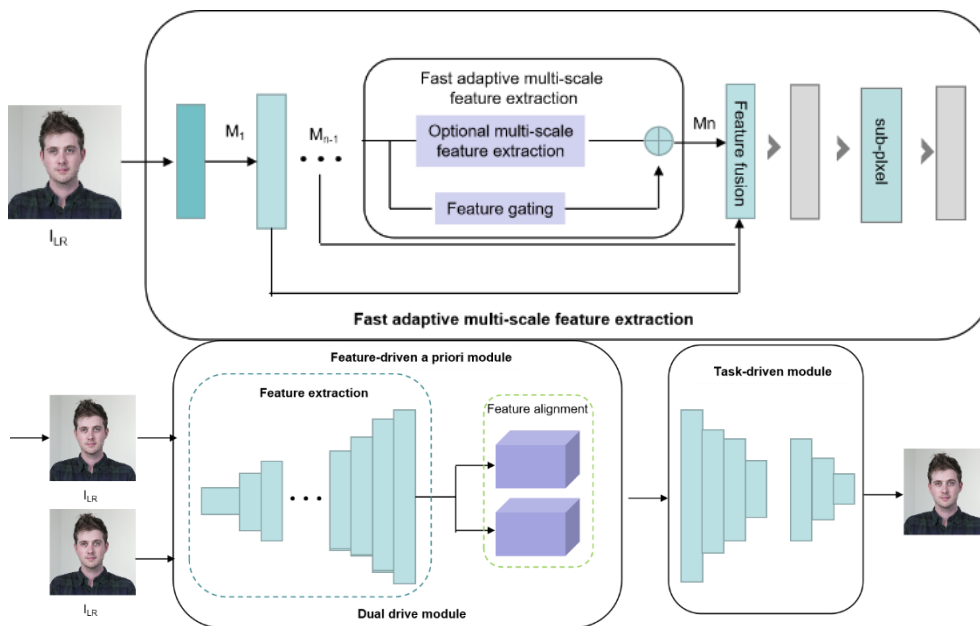 Fast adaptive multi-scale
feature extraction
M1
Mn-1
Optional multi-scale
feature extraction
Mn
Feature fusion
sub-plxel
Feature gating
ILR
Fast adaptive multi-scale feature extraction
Feature-driven a priori module
Task-driven module
Feature extraction
Feature alignment
ILR
ILR
Dual drive module